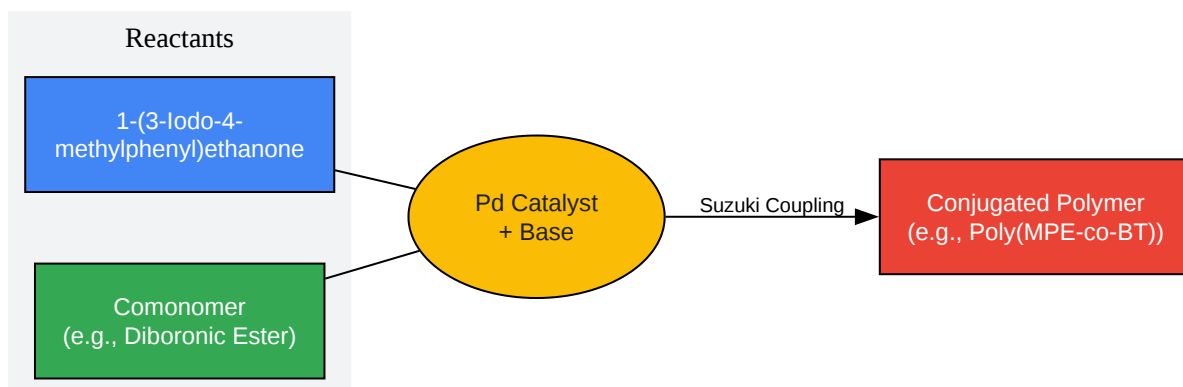 Reactants
1-(3-Iodo-4-
methylphenyl)ethanone
Comonomer
(e.g., Diboronic Ester)
Pd Catalyst
+ Base
Suzuki Coupling
Conjugated Polymer
(e.g., Poly(MPE-co-BT))